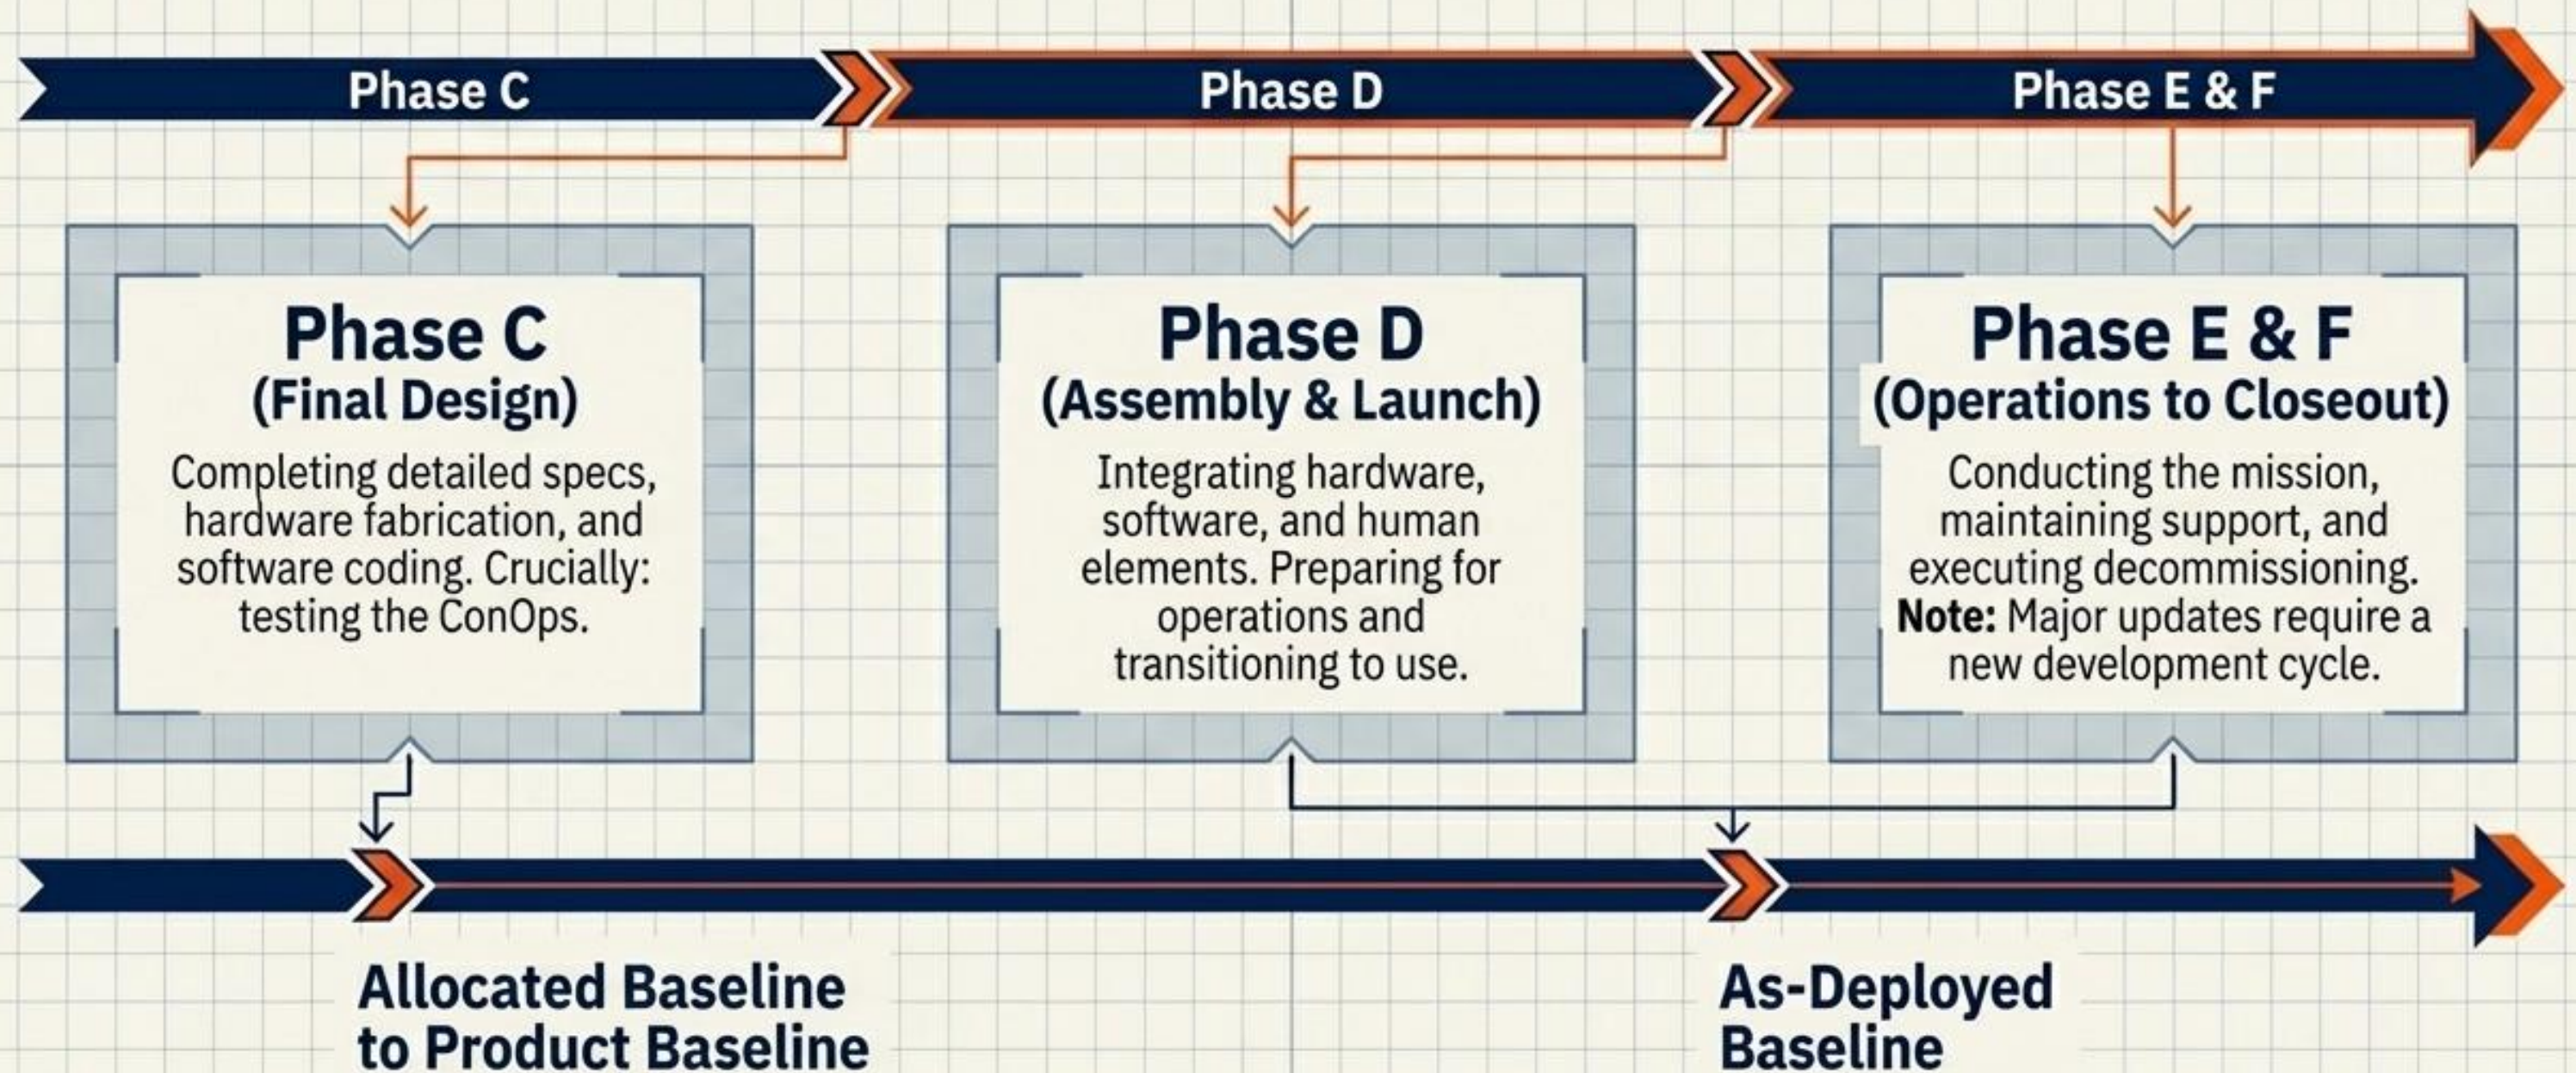 Phase C
Phase D
Phase E & F
Phase C
(Final Design)
Completing detailed specs,
hardware fabrication, and
software coding. Crucially:
testing the ConOps.
Phase D
(Assembly & Launch)
Integrating hardware,
software, and human
elements. Preparing for
operations and
transitioning to use.
Phase E & F
(Operations to Closeout)
Conducting the mission,
maintaining support, and
executing decommissioning.
Note: Major updates require a
new development cycle.
Allocated Baseline
to Product Baseline
As-Deployed
Baseline